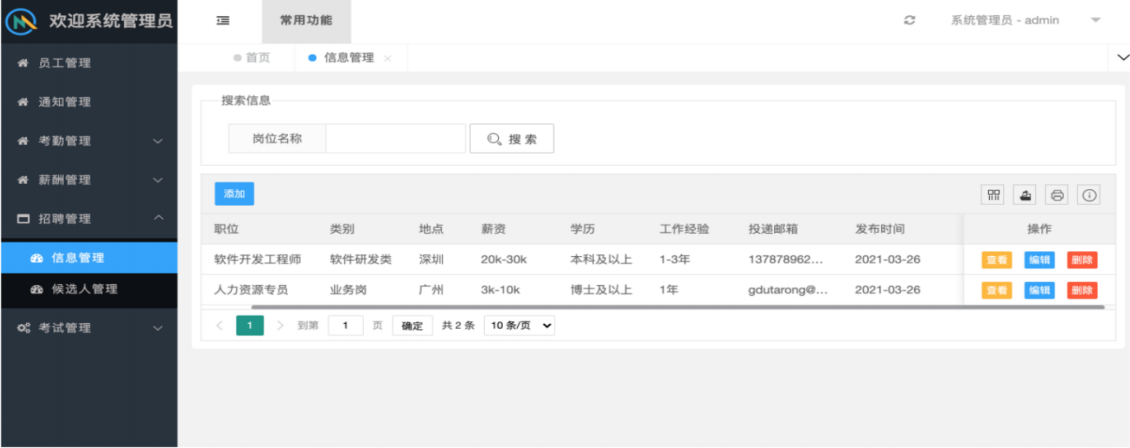 欢迎系统管理员
常用功能
系统管理员 - admin
首页
信息管理
员工管理
通知管理
考勤管理
薪酬管理
招聘管理
信息管理
候选人管理
考试管理
搜索信息
岗位名称
搜 索
添加
职位 类别 地点 薪资 学历 工作经验 投递邮箱 发布时间 操作
软件开发工程师 软件研发类 深圳 20k-30k 本科及以上 1-3年 137878962... 2021-03-26 查看 编辑 删除
人力资源专员 业务岗 广州 3k-10k 博士及以上 1年 gdutarong@... 2021-03-26 查看 编辑 删除
1 到第 1 页 确定 共 2 条 10 条/页